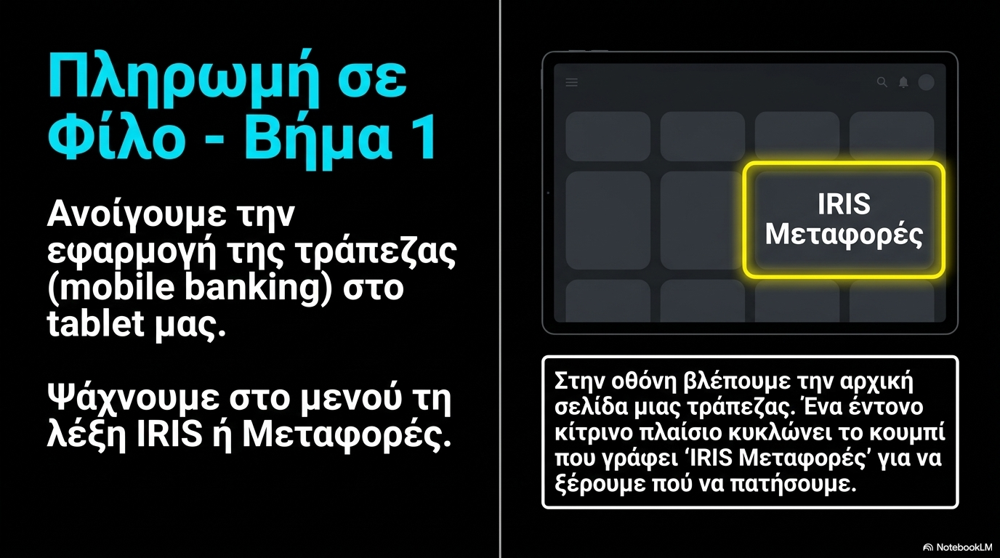 Πληρωμή σε
Φίλο - Βήμα 1
Ανοίγουμε την
εφαρμογή της τράπεζας
(mobile banking) στο
tablet μας.
Ψάχνουμε στο μενού τη
λέξη IRIS ή Μεταφορές.
IRIS
Μεταφορές
Στην οθόνη βλέπουμε την αρχική
σελίδα μιας τράπεζας. Ένα έντονο
κίτρινο πλαίσιο κυκλώνει το κουμπί
που γράφει ‘IRIS Μεταφορές’ για να
ξέρουμε πού να πατήσουμε.
NotebookLM